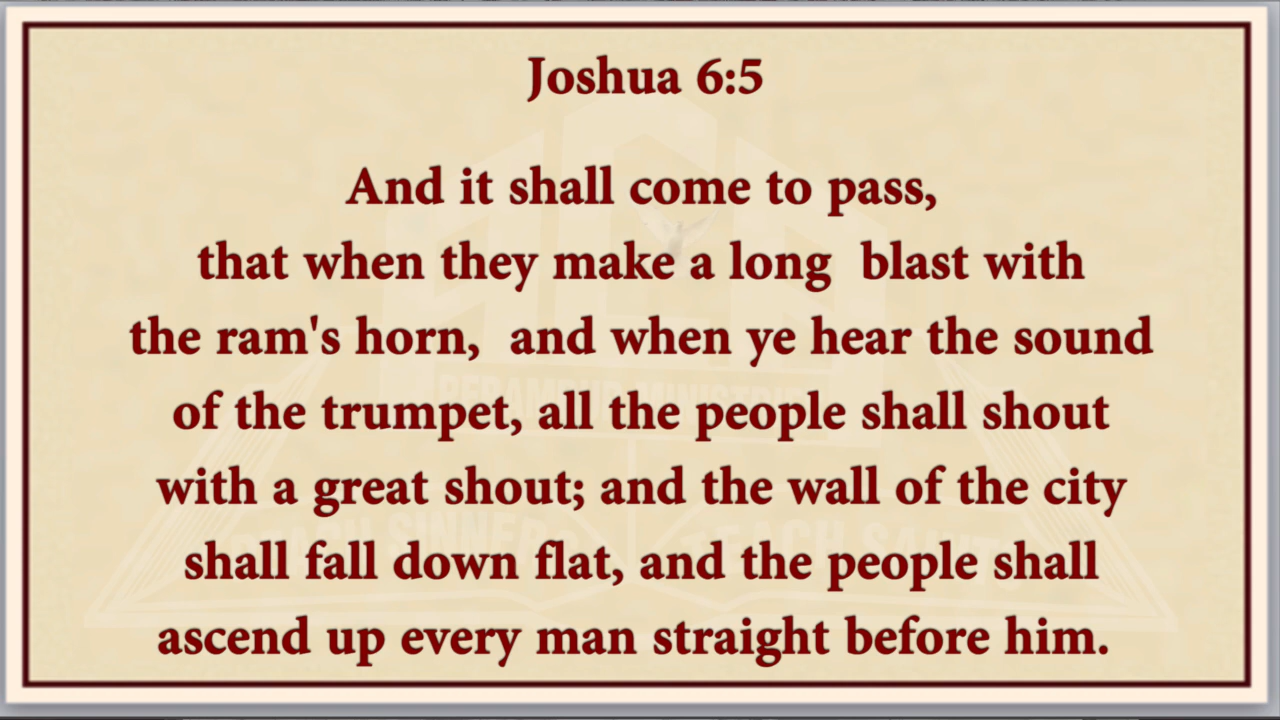 Joshua 6:5
And it shall come to pass,
that when they make a long blast with
the ram's horn, and when ye hear the sound
of the trumpet, all the people shall shout
with a great shout; and the wall of the city
shall fall down flat, and the people shall
ascend up every man straight before him.